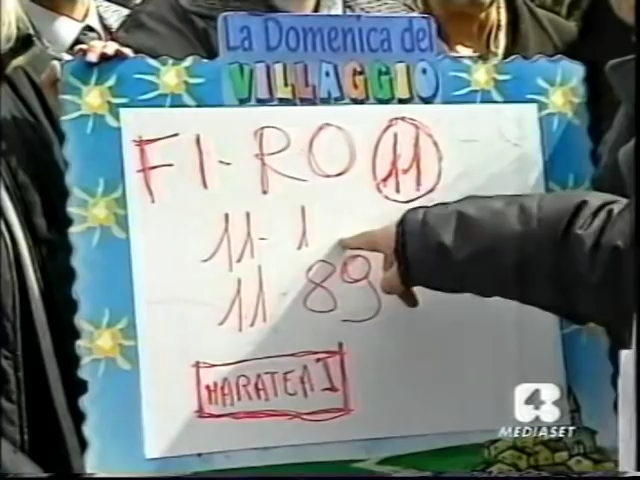 La Domenica del
VILLAGGIO
FI-RO 11
11-1
11 89
MARATEA I
4
MEDIASET